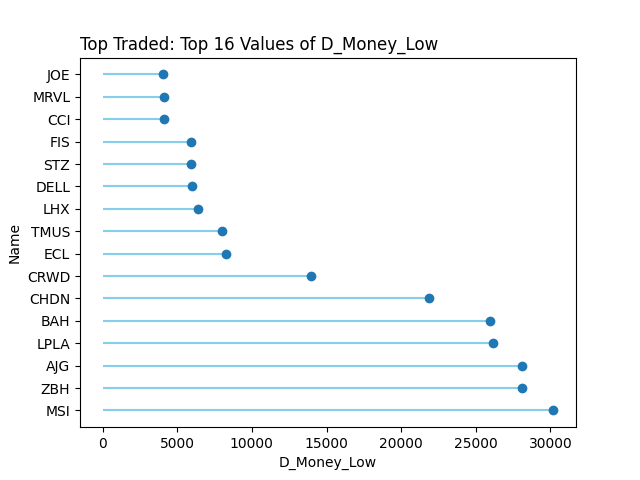 Top Traded: Top 16 Values of D_Money_Low
JOE
MRVL
CCI
FIS
STZ
DELL
LHX
TMUS
ECL
CRWD
CHDN
BAH
LPLA
AJG
ZBH
MSI
Name
0 5000 10000 15000 20000 25000 30000
D_Money_Low